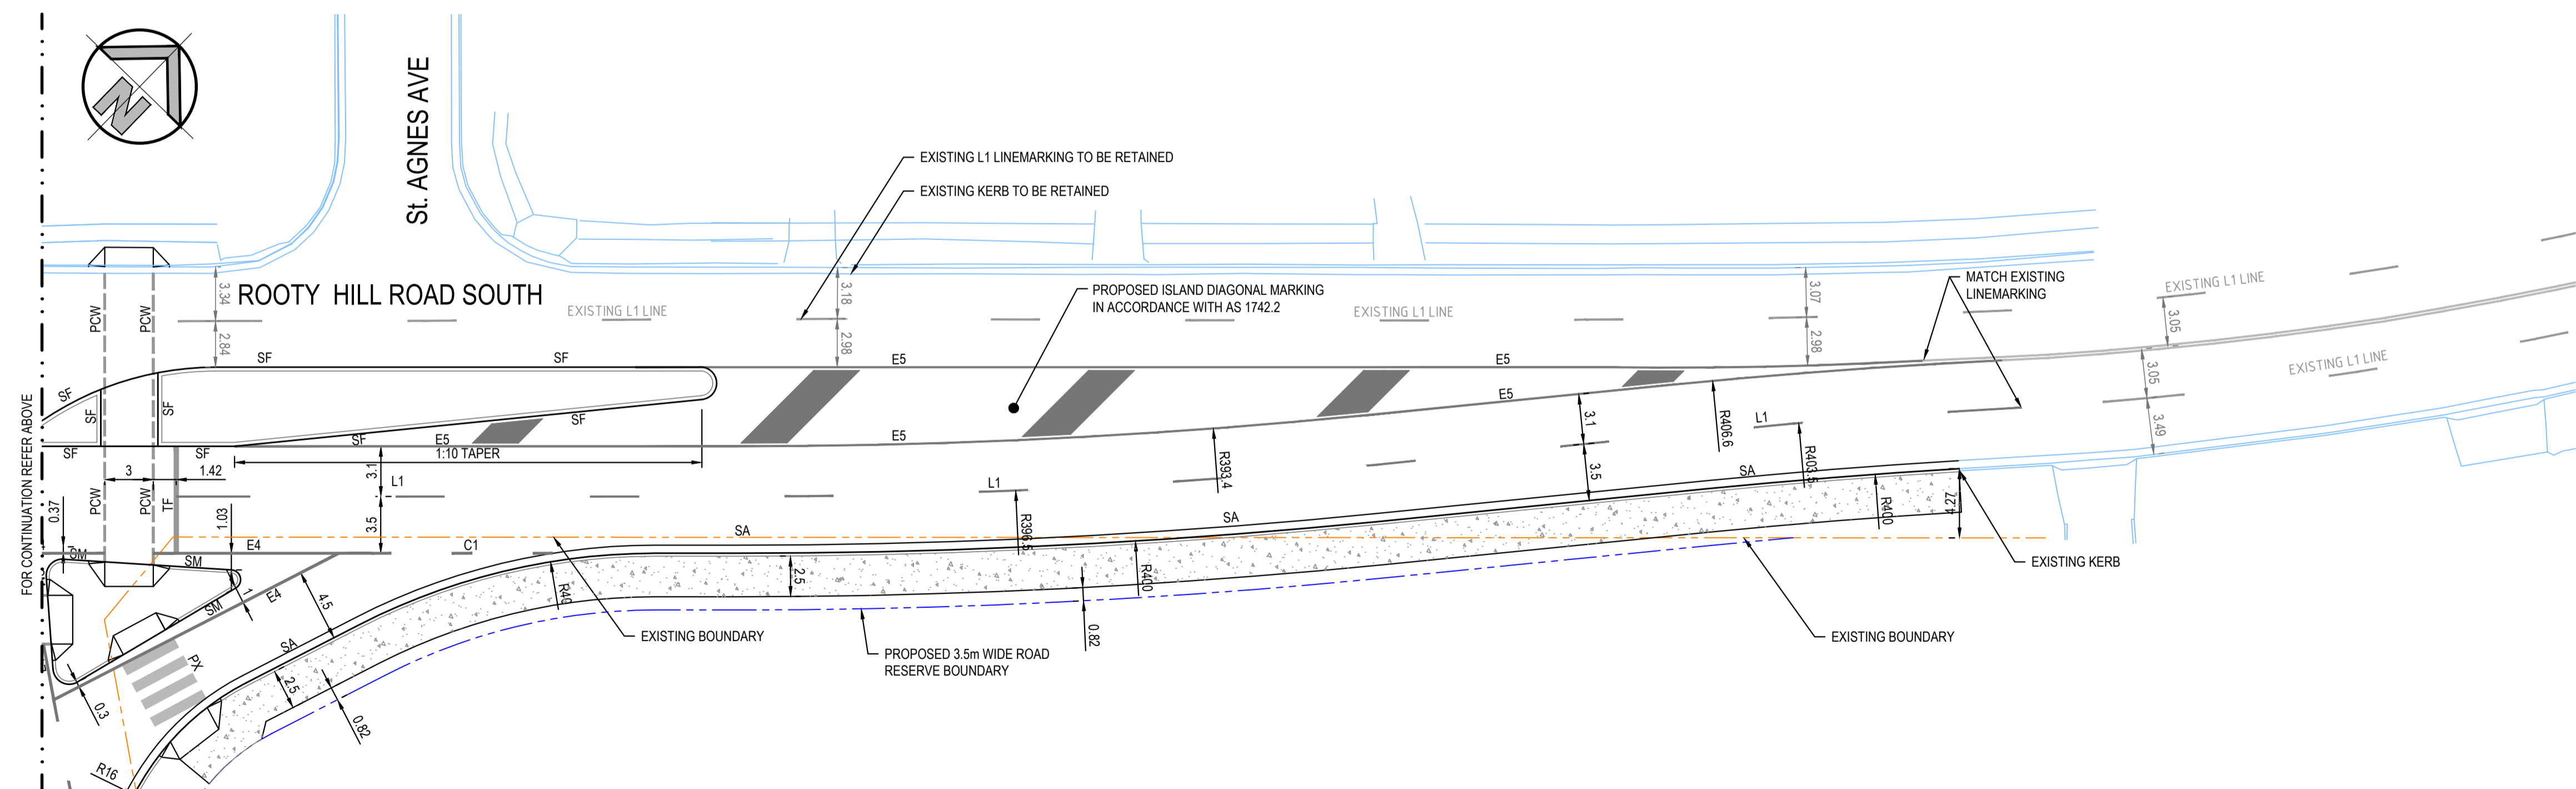 N
St. AGNES AVE
EXISTING L1 LINEMARKING TO BE RETAINED
EXISTING KERB TO BE RETAINED
ROOTY HILL ROAD SOUTH
EXISTING L1 LINE
PROPOSED ISLAND DIAGONAL MARKING
IN ACCORDANCE WITH AS 1742.2
EXISTING L1 LINE
MATCH EXISTING
LINEMARKING
EXISTING L1 LINE
EXISTING L1 LINE
3.34
2.84
3.18
2.98
3.07
2.98
3.05
3.05
3.49
PCW
PCW
SF
SF
E5
E5
SF
SF
SF
SF
SF
E5
SF
E5
E5
SF
SF
1:10 TAPER
FOR CONTINUATION REFER ABOVE
3
1.42
3.1
L1
3.5
PCW
PCW
TF
0.37
1.03
L1
R396.5
R393.4
3.1
3.5
R406.6
L1
R403.5
SA
R400
4.27
SM
SM
E4
C1
SA
SA
R40
2.5
R400
0.82
EXISTING KERB
SM
1
E4
4.5
SA
PX
2.5
0.82
0.3
R16
EXISTING BOUNDARY
PROPOSED 3.5m WIDE ROAD
RESERVE BOUNDARY
EXISTING BOUNDARY